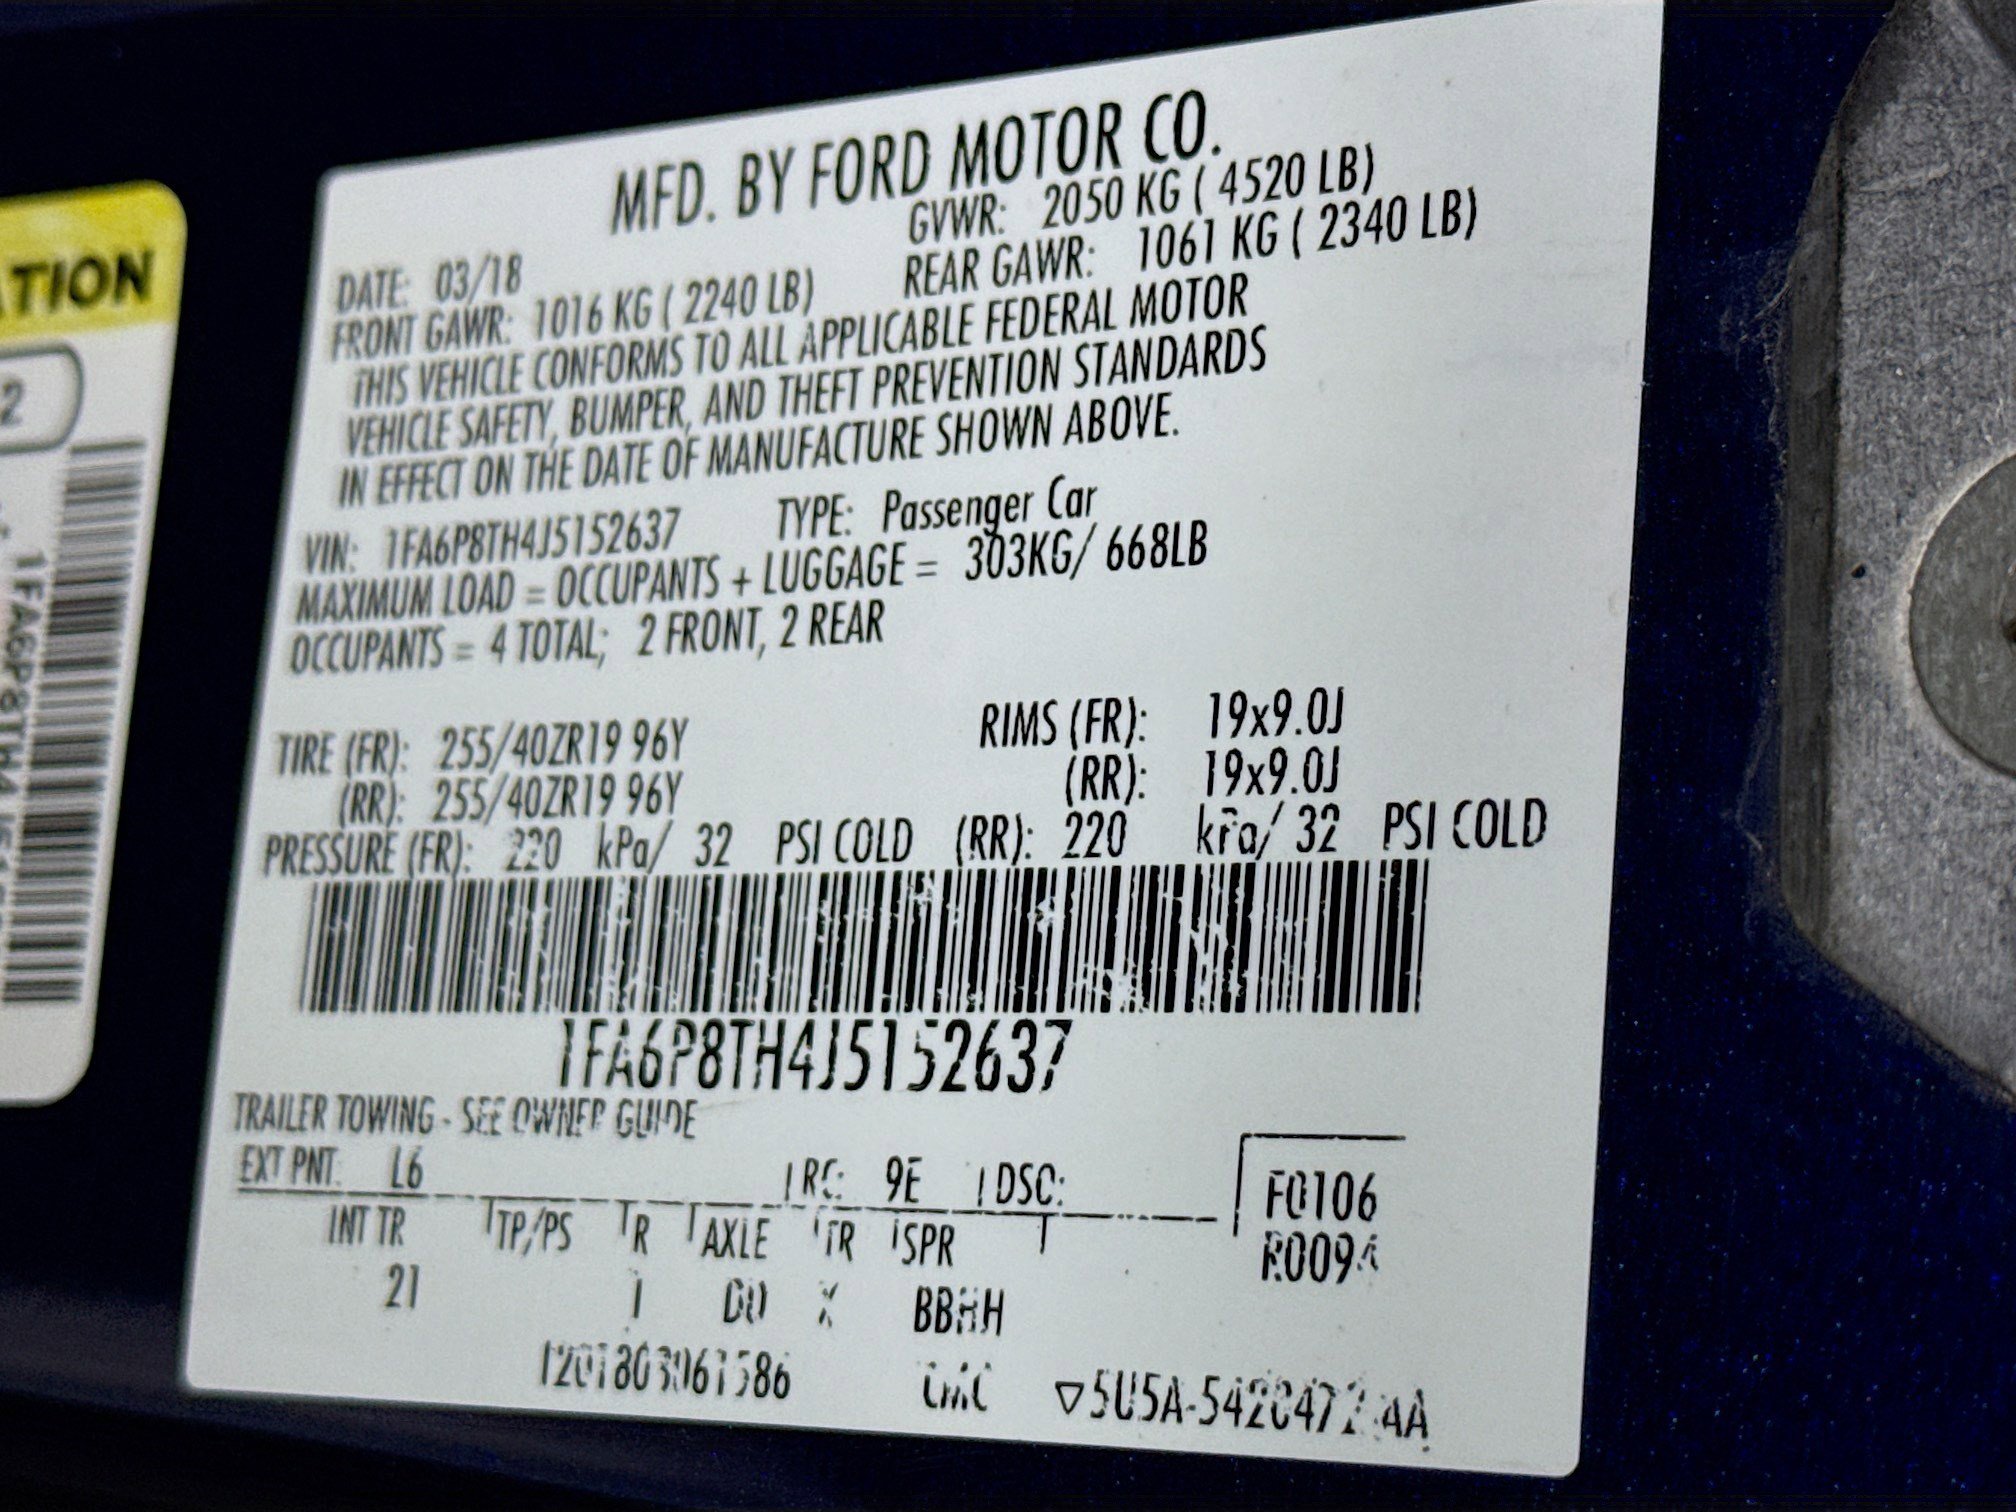 ATION
2
MFD. BY FORD MOTOR CO.
DATE: 03/18
GVWR: 2050 KG ( 4520 LB)
FRONT GAWR: 1016 KG ( 2240 LB)
REAR GAWR: 1061 KG ( 2340 LB)
THIS VEHICLE CONFORMS TO ALL APPLICABLE FEDERAL MOTOR
VEHICLE SAFETY, BUMPER, AND THEFT PREVENTION STANDARDS
IN EFFECT ON THE DATE OF MANUFACTURE SHOWN ABOVE.
VIN: 1FA6P8TH4J5152637 TYPE: Passenger Car
MAXIMUM LOAD = OCCUPANTS + LUGGAGE = 303KG/ 668LB
OCCUPANTS = 4 TOTAL; 2 FRONT, 2 REAR
TIRE (FR): 255/40ZR19 96Y RIMS (FR): 19x9.0J
(RR): 255/40ZR19 96Y (RR): 19x9.0J
PRESSURE (FR): 220 kPa/ 32 PSI COLD (RR): 220 kPa/ 32 PSI COLD
1FA6P8TH4J5152637
TRAILER TOWING - SEE OWNER GUIDE
EXT PNT: L6 RC: 9E DSO:
F0106
R0094
INT TR TP/PS R AXLE TR SPR
21 BBHH